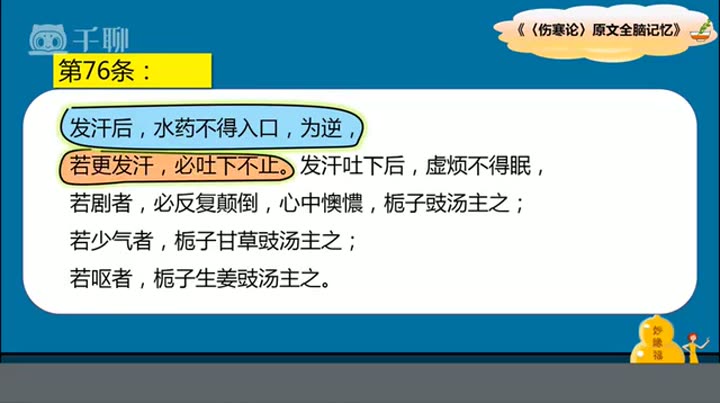 千聊
《〈伤寒论〉原文全脑记忆》
第76条：
发汗后，水药不得入口，为逆，
若更发汗，必吐下不止。发汗吐下后，虚烦不得眠，
若剧者，必反复颠倒，心中懊憹，栀子豉汤主之；
若少气者，栀子甘草豉汤主之；
若呕者，栀子生姜豉汤主之。
妙缘福